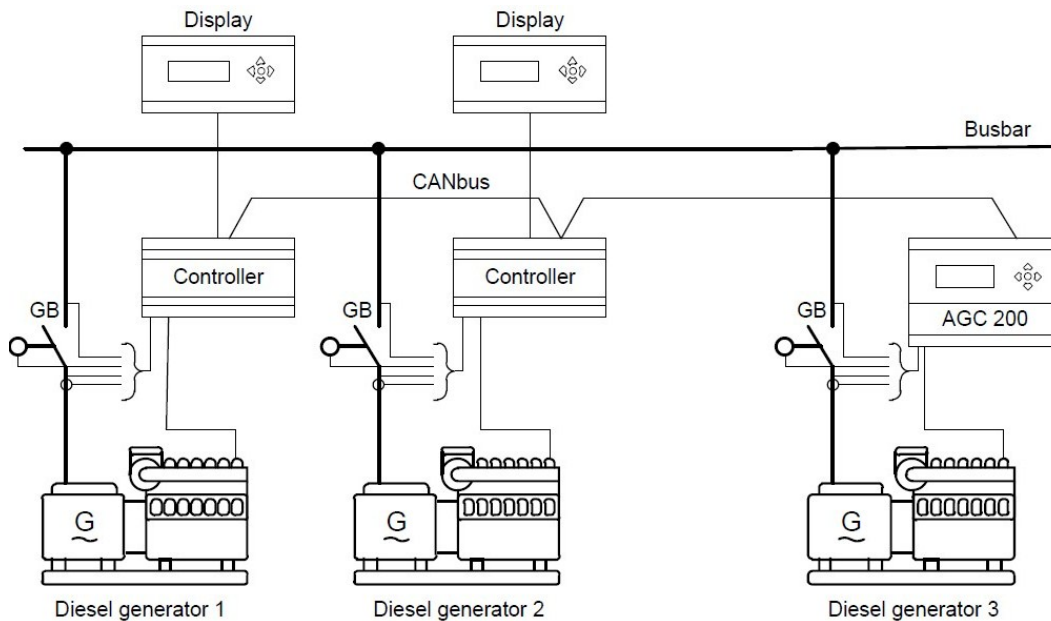 Display
Display
Busbar
CANbus
Controller
Controller
GB
GB
GB
AGC 200
G
G
G
Diesel generator 1
Diesel generator 2
Diesel generator 3